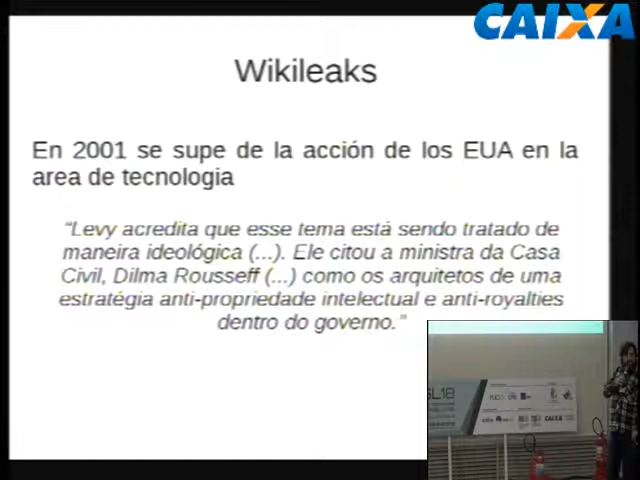 CAIXA
Wikileaks
En 2001 se supe de la acción de los EUA en la
area de tecnologia
“Levy acredita que esse tema está sendo tratado de
maneira ideológica (...). Ele citou a ministra da Casa
Civil, Dilma Rousseff (...) como os arquitetos de uma
estratégia anti-propriedade intelectual e anti-royalties
dentro do governo.”
SL18
CAIXA